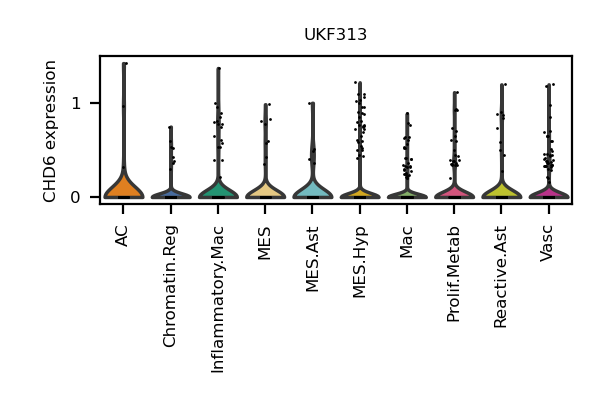 UKF313
CHD6 expression
1
0
AC
Chromatin.Reg
Inflammatory.Mac
MES
MES.Ast
MES.Hyp
Mac
Prolif.Metab
Reactive.Ast
Vasc